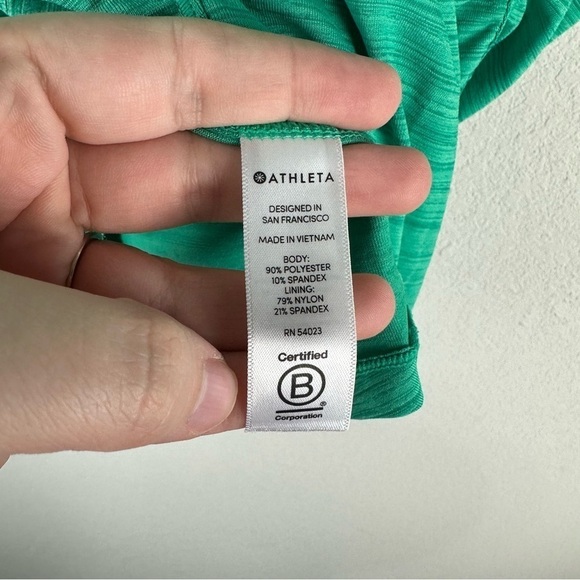 ATHLETA
DESIGNED IN
SAN FRANCISCO
MADE IN VIETNAM
BODY:
90% POLYESTER
10% SPANDEX
LINING:
79% NYLON
21% SPANDEX
RN 54023
Certified
B
®
Corporation